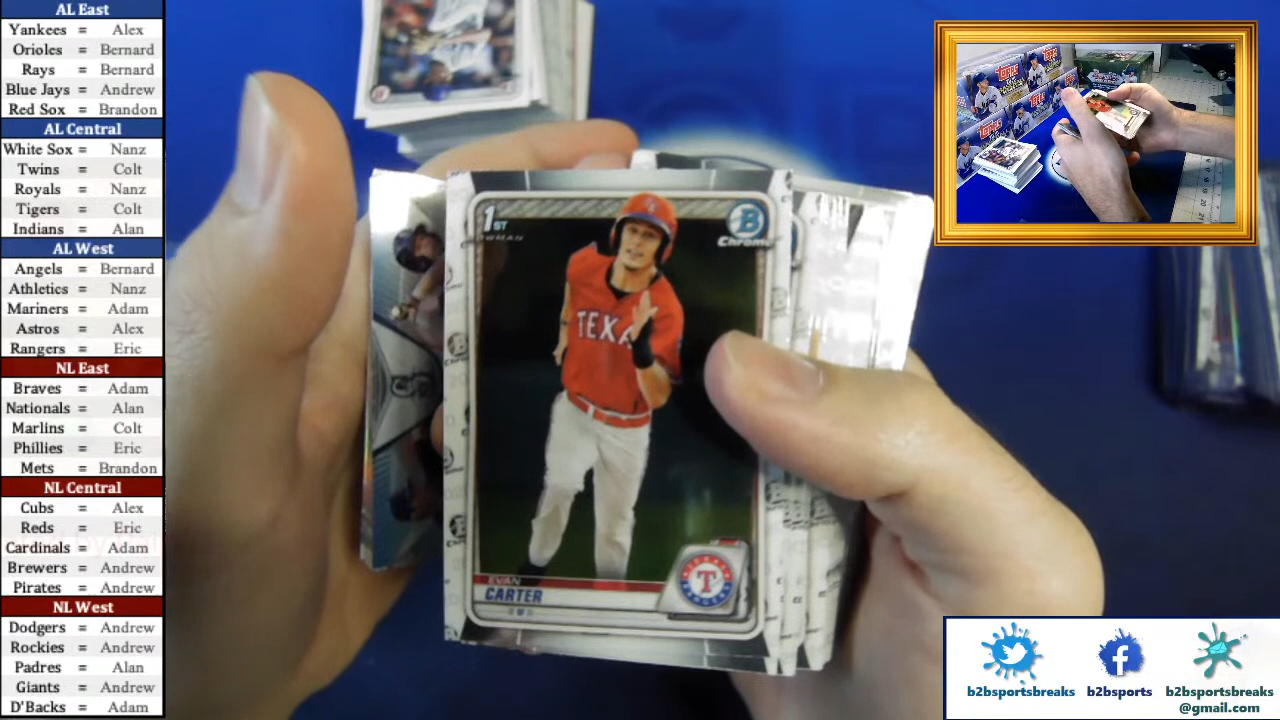 AL East
Yankees = Alex
Orioles = Bernard
Rays = Bernard
Blue Jays = Andrew
Red Sox = Brandon
AL Central
White Sox = Nanz
Twins = Colt
Royals = Nanz
Tigers = Colt
Indians = Alan
AL West
Angels = Bernard
Athletics = Nanz
Mariners = Adam
Astros = Alex
Rangers = Eric
NL East
Braves = Adam
Nationals = Alan
Marlins = Colt
Phillies = Eric
Mets = Brandon
NL Central
Cubs = Alex
Reds = Eric
Cardinals = Adam
Brewers = Andrew
Pirates = Andrew
NL West
Dodgers = Andrew
Rockies = Andrew
Padres = Alan
Giants = Andrew
D'Backs = Adam
1ST
BOWMAN
B
Chrome
TEXA
EVAN
CARTER
T
topps
topps
topps
b2bsportsbreaks
b2bsports
b2bsportsbreaks
@gmail.com